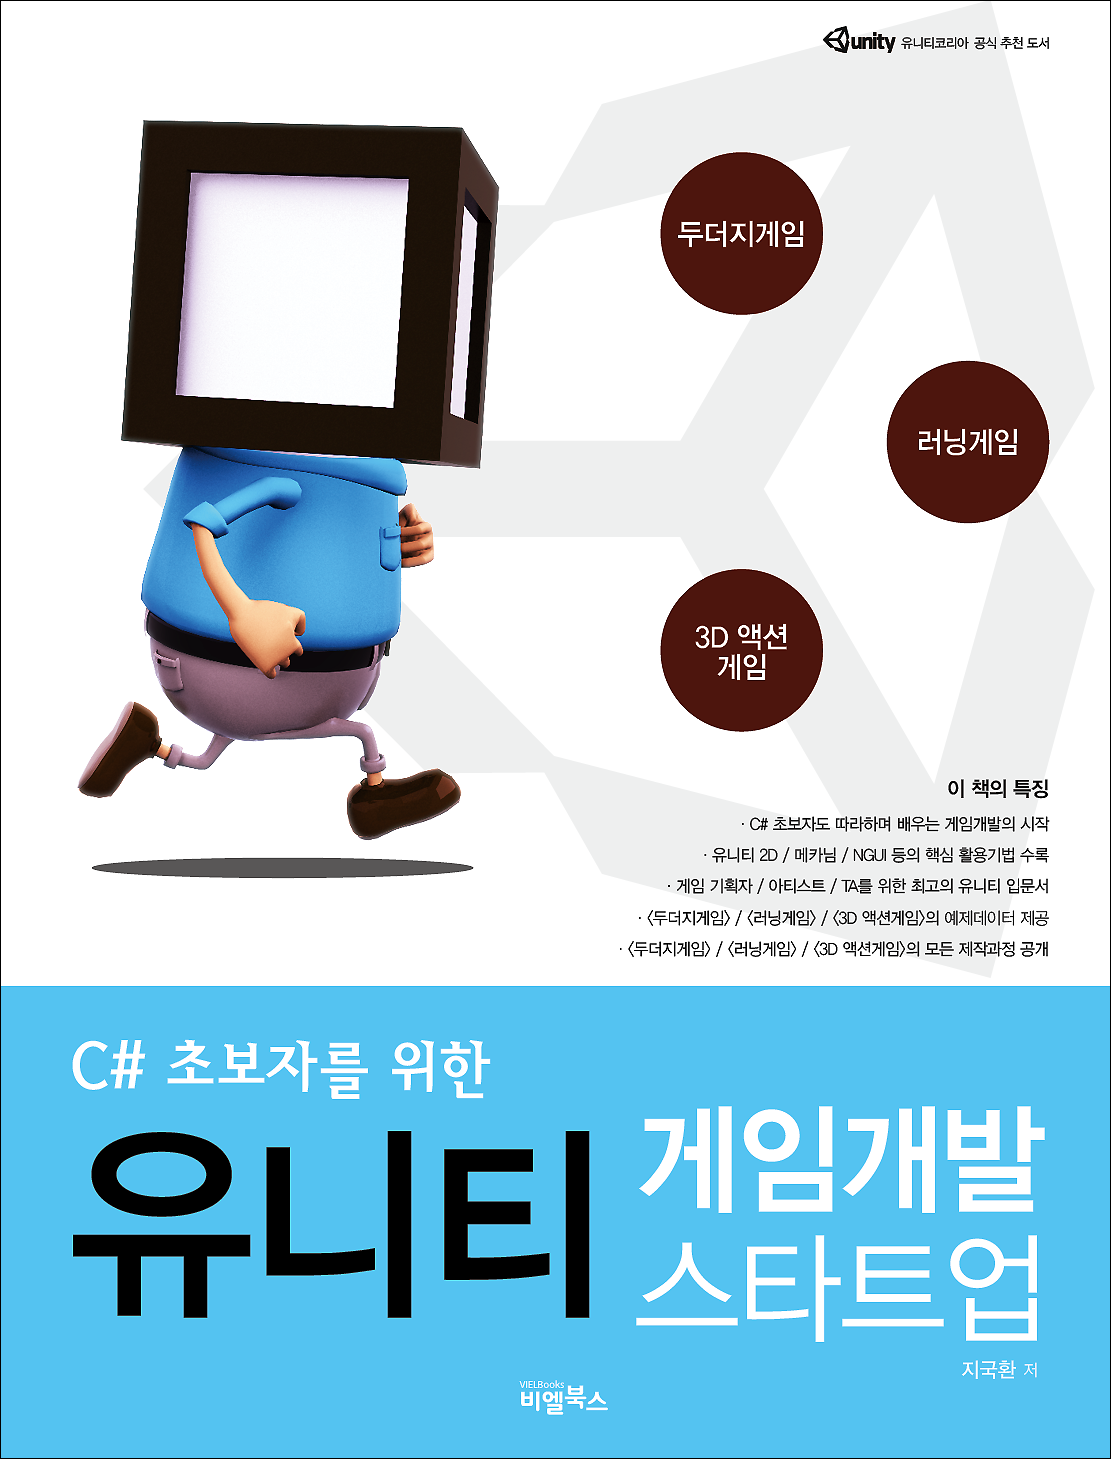 unity 유니티코리아 공식 추천 도서
두더지게임
러닝게임
3D 액션
게임
이 책의 특징
· C# 초보자도 따라하며 배우는 게임개발의 시작
· 유니티 2D / 메카님 / NGUI 등의 핵심 활용기법 수록
· 게임 기획자 / 아티스트 / TA를 위한 최고의 유니티 입문서
· 〈두더지게임〉 / 〈러닝게임〉 / 〈3D 액션게임〉의 예제데이터 제공
· 〈두더지게임〉 / 〈러닝게임〉 / 〈3D 액션게임〉의 모든 제작과정 공개
C# 초보자를 위한
유니티
게임개발
스타트업
지국환 저
VIELBooks
비엘북스